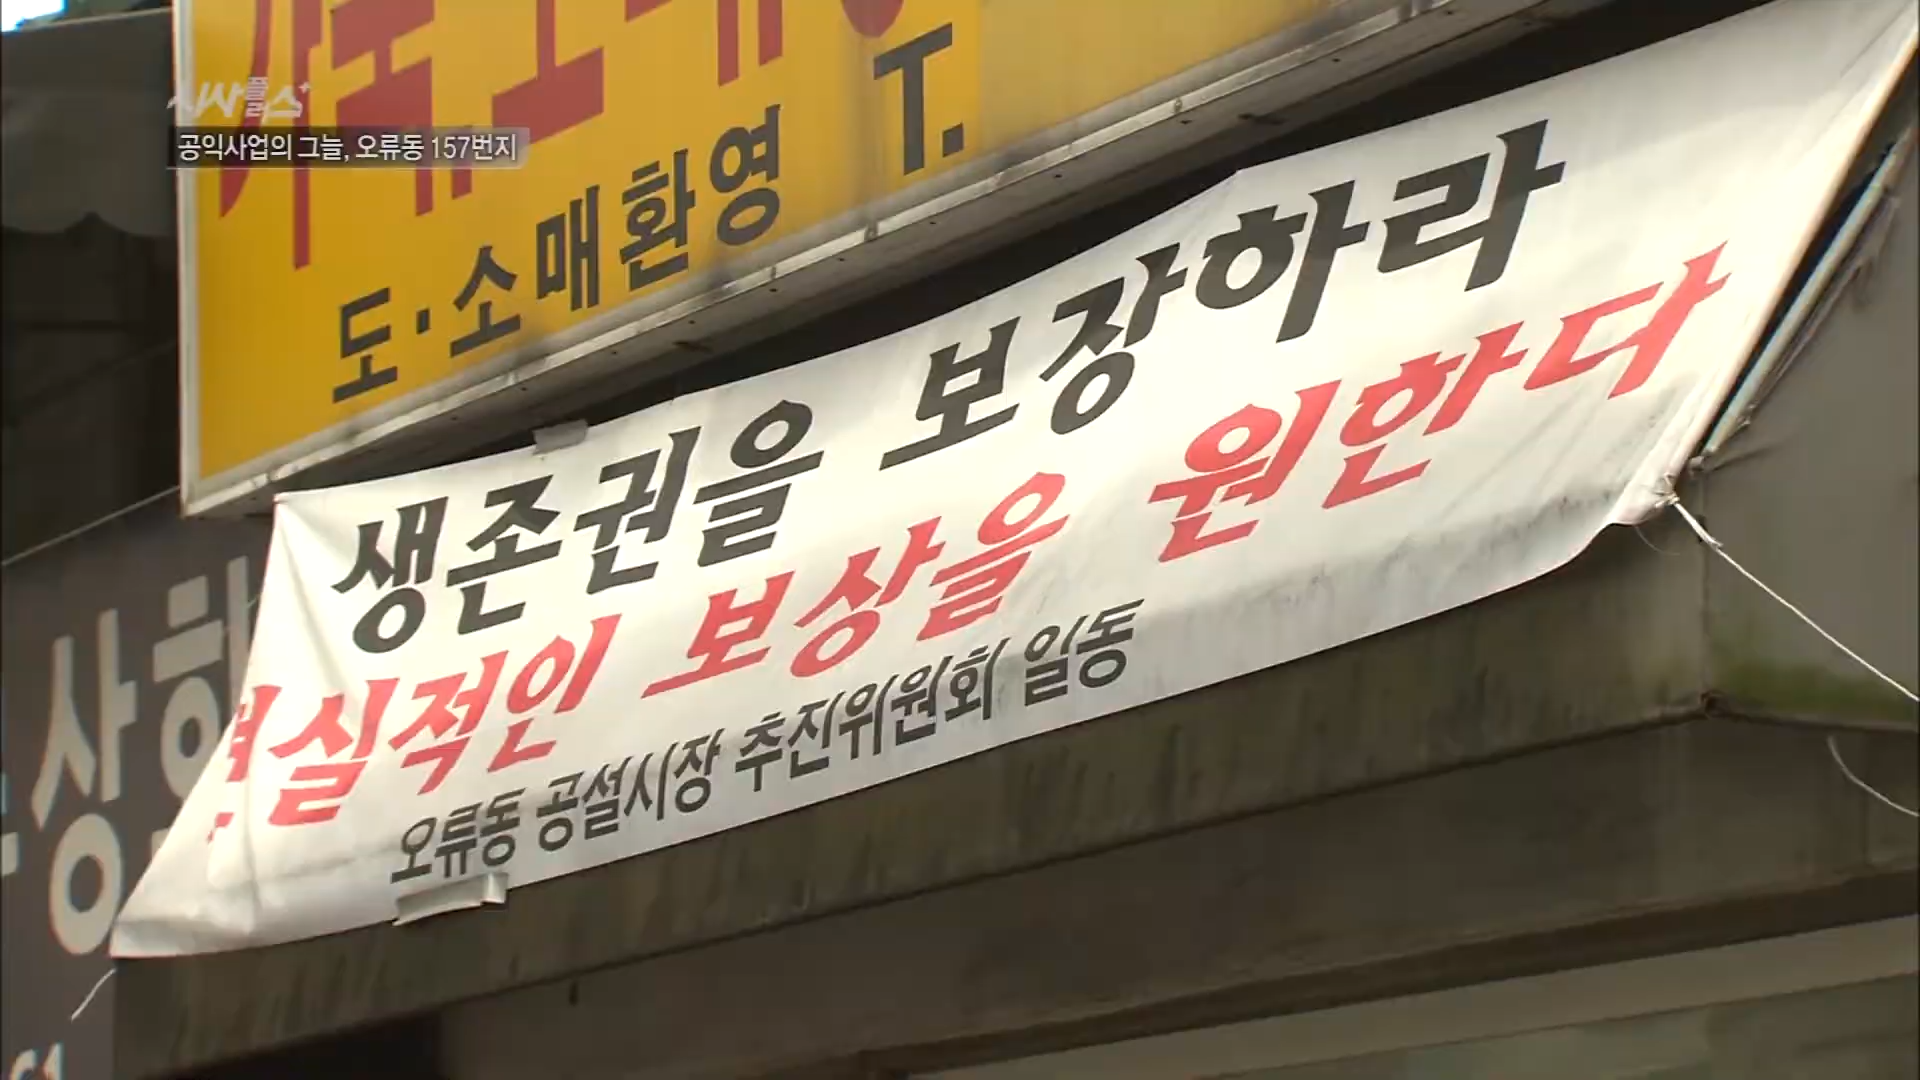 시사플러스
공익사업의 그늘, 오류동 157번지
도·소매환영 T.
생존권을 보장하라
현실적인 보상을 원한다
오류동 공설시장 추진위원회 일동